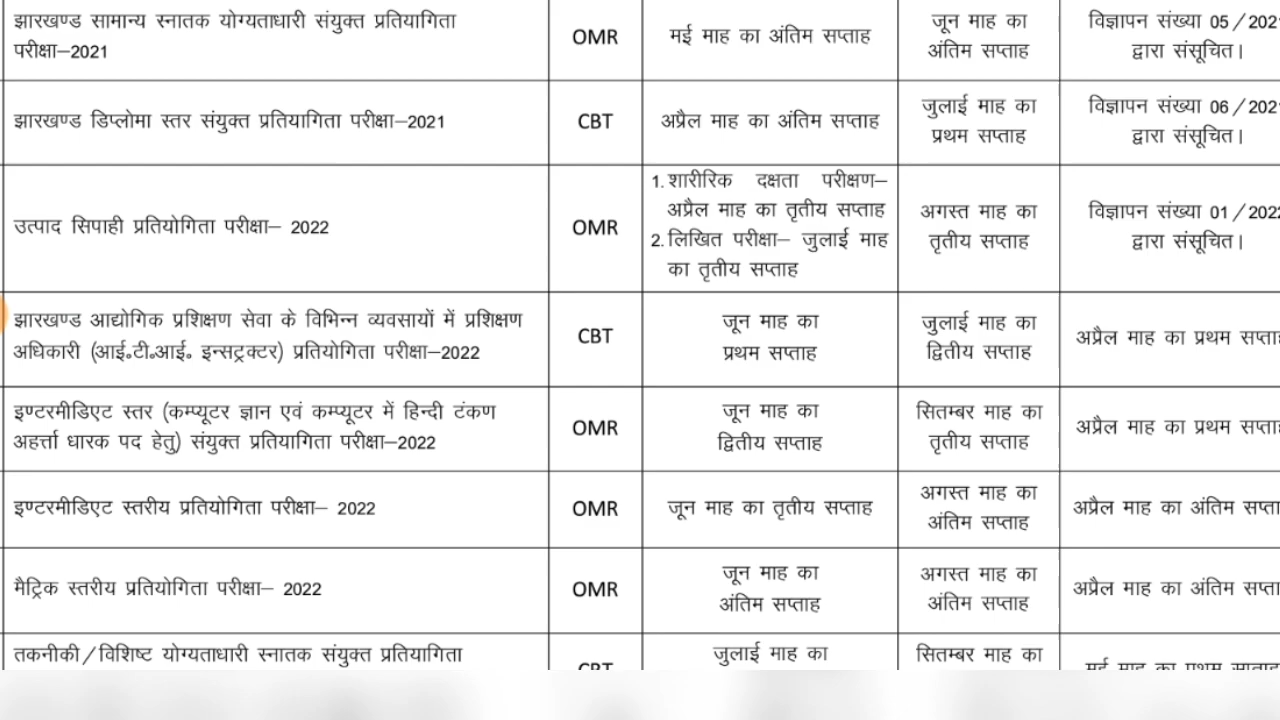 झारखण्ड सामान्य स्नातक योग्यताधारी संयुक्त प्रतियागिता
परीक्षा–2021
OMR
मई माह का अंतिम सप्ताह
जून माह का
अंतिम सप्ताह
विज्ञापन संख्या 05/202
द्वारा संसूचित।
झारखण्ड डिप्लोमा स्तर संयुक्त प्रतियागिता परीक्षा–2021
CBT
अप्रैल माह का अंतिम सप्ताह
जुलाई माह का
प्रथम सप्ताह
विज्ञापन संख्या 06/202
द्वारा संसूचित।
उत्पाद सिपाही प्रतियोगिता परीक्षा– 2022
OMR
1. शारीरिक दक्षता परीक्षण–
अप्रैल माह का तृतीय सप्ताह
2. लिखित परीक्षा– जुलाई माह
का तृतीय सप्ताह
अगस्त माह का
तृतीय सप्ताह
विज्ञापन संख्या 01/2022
द्वारा संसूचित।
झारखण्ड आद्योगिक प्रशिक्षण सेवा के विभिन्न व्यवसायों में प्रशिक्षण
अधिकारी (आई॰टी॰आई॰ इन्सट्रक्टर) प्रतियोगिता परीक्षा–2022
CBT
जून माह का
प्रथम सप्ताह
जुलाई माह का
द्वितीय सप्ताह
अप्रैल माह का प्रथम
इण्टरमीडिएट स्तर (कम्प्यूटर ज्ञान एवं कम्प्यूटर में हिन्दी टंकण
अहर्त्ता धारक पद हेतु) संयुक्त प्रतियागिता परीक्षा–2022
OMR
जून माह का
द्वितीय सप्ताह
सितम्बर माह का
तृतीय सप्ताह
अप्रैल माह का प्रथम
इण्टरमीडिएट स्तरीय प्रतियोगिता परीक्षा– 2022
OMR
जून माह का तृतीय सप्ताह
अगस्त माह का
अंतिम सप्ताह
अप्रैल माह का अंतिम
मैट्रिक स्तरीय प्रतियोगिता परीक्षा– 2022
OMR
जून माह का
अंतिम सप्ताह
अगस्त माह का
अंतिम सप्ताह
अप्रैल माह का अंतिम
तकनीकी/विशिष्ट योग्यताधारी स्नातक संयुक्त प्रतियागिता
CBT
जुलाई माह का
सितम्बर माह का